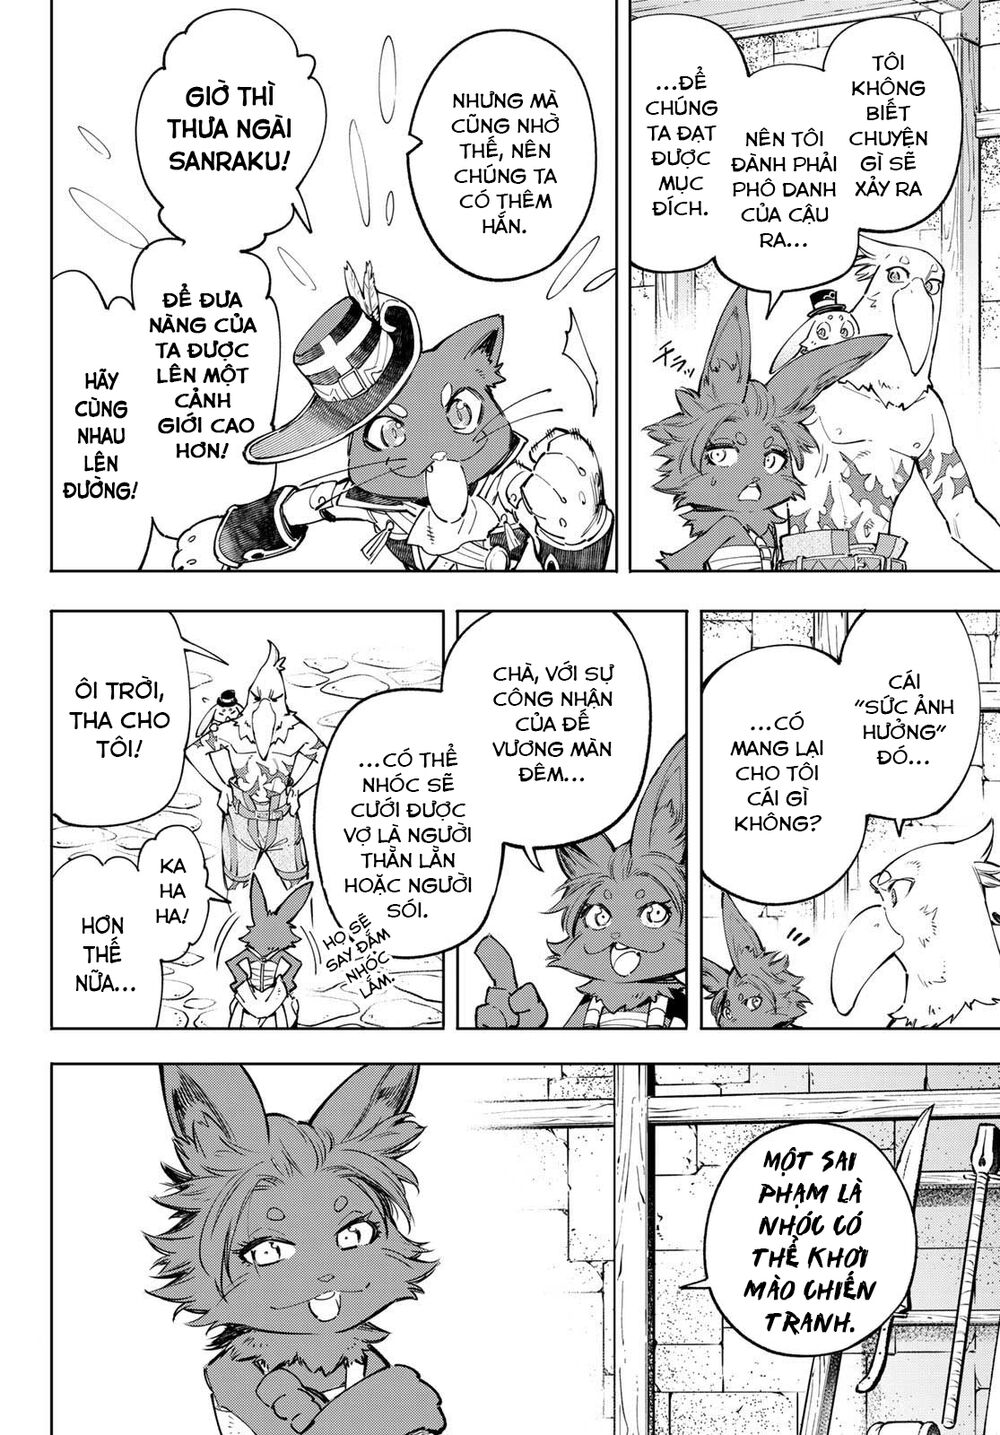 TÔI
KHÔNG
BIẾT
CHUYỆN
GÌ SẼ
XẢY RA
NÊN TÔI
ĐÀNH PHẢI
PHÔ DANH
CỦA CẬU
RA...
...ĐỂ
CHÚNG
TA ĐẠT
ĐƯỢC
MỤC
ĐÍCH.
NHƯNG MÀ
CŨNG NHỜ
THẾ, NÊN
CHÚNG TA
CÓ THÊM
HẮN.
GIỜ THÌ
THƯA NGÀI
SANRAKU!
ĐỂ ĐƯA
NÀNG CỦA
TA ĐƯỢC
LÊN MỘT
CẢNH
GIỚI CAO
HƠN!
HÃY
CÙNG
NHAU LÊN
ĐƯỜNG!
CÁI
“SỨC ẢNH
HƯỞNG”
ĐÓ...
...CÓ
MANG LẠI
CHO TÔI
CÁI GÌ
KHÔNG?
CHÀ, VỚI SỰ
CÔNG NHẬN
CỦA ĐẾ
VƯƠNG MÀN
ĐÊM...
...CÓ THỂ
NHÓC SẼ
CƯỚI ĐƯỢC
VỢ LÀ NGƯỜI
THẰN LẰN
HOẶC NGƯỜI
SÓI.
HỌ SẼ
SAY ĐẮM
NHÓC
LẮM.
ÔI TRỜI,
THA CHO
TÔI!
KA
HA
HA!
HƠN
THẾ
NỮA...
MỘT SAI
PHẠM LÀ
NHÓC CÓ
THỂ KHƠI
MÀO CHIẾN
TRANH.